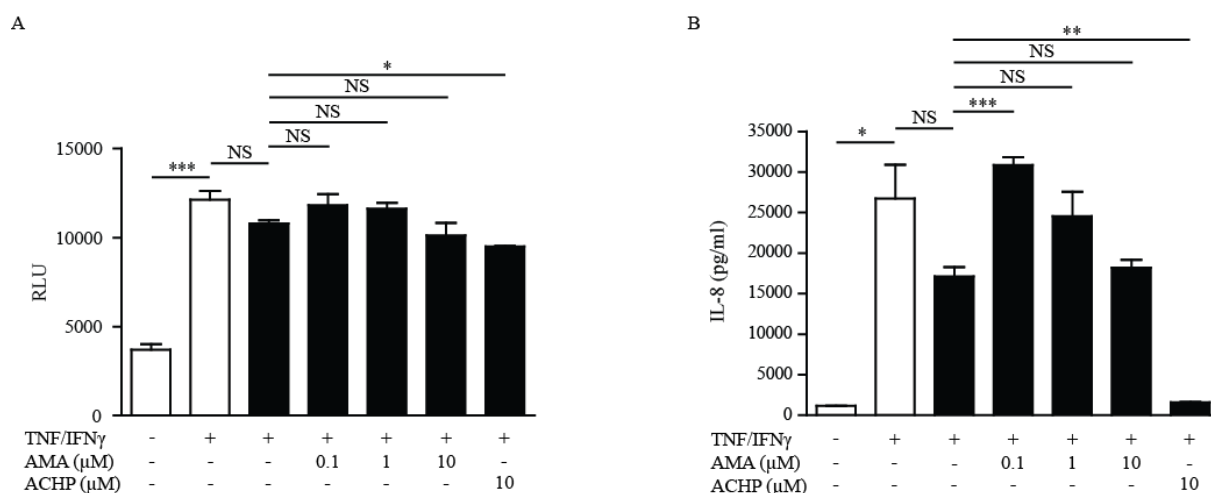 A
*
NS
NS
NS
NS
***
15000
10000
5000
0
RLU
TNF/IFNγ - + + + + + +
AMA (μM) - - - 0.1 1 10 -
ACHP (μM) - - - - - - 10
B
**
NS
NS
***
NS
*
35000
30000
25000
20000
15000
10000
5000
0
IL-8 (pg/ml)
TNF/IFNγ - + + + + + +
AMA (μM) - - - 0.1 1 10 -
ACHP (μM) - - - - - - 10